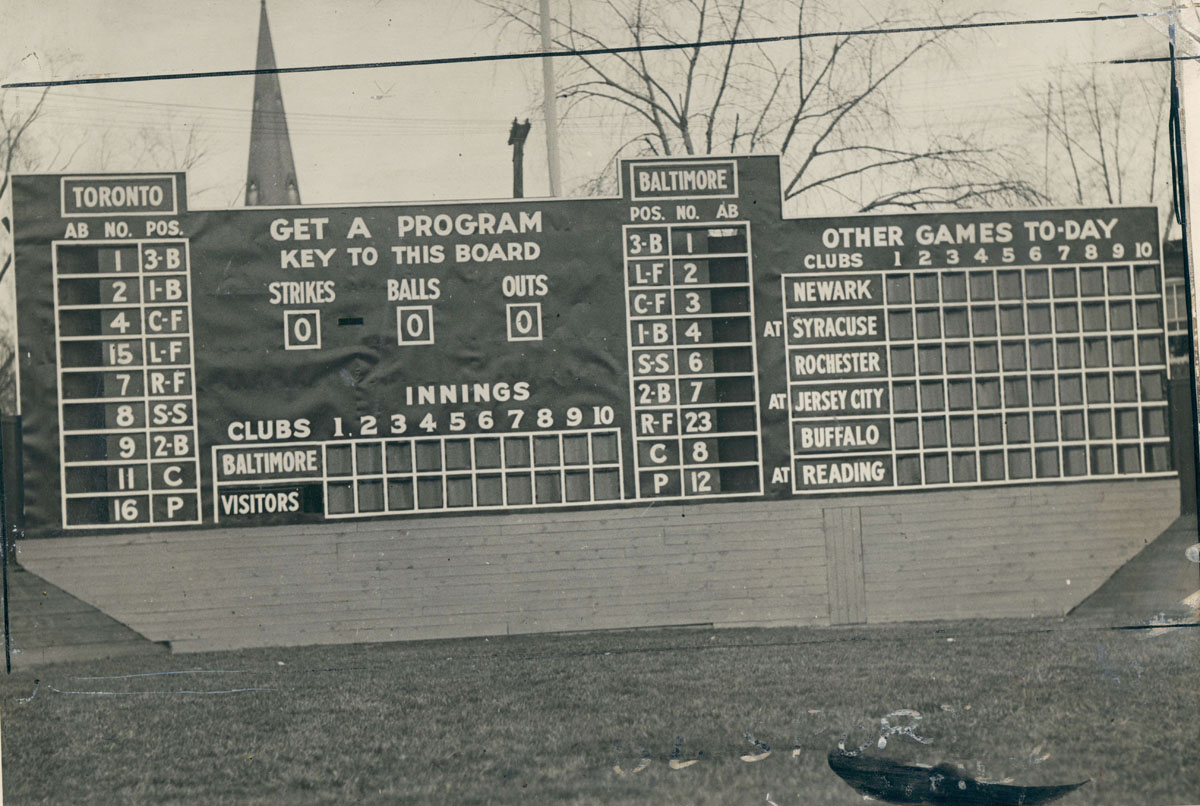 TORONTO
AB NO. POS.
1 3-B
2 1-B
4 C-F
15 L-F
7 R-F
8 S-S
9 2-B
11 C
16 P
GET A PROGRAM
KEY TO THIS BOARD
STRIKES BALLS OUTS
0 - 0 0
INNINGS
CLUBS 1 2 3 4 5 6 7 8 9 10
BALTIMORE
VISITORS
BALTIMORE
POS. NO. AB
3-B 1
L-F 2
C-F 3
1-B 4
S-S 6
2-B 7
R-F 23
C 8
P 12
OTHER GAMES TO-DAY
CLUBS 1 2 3 4 5 6 7 8 9 10
NEWARK
AT SYRACUSE
ROCHESTER
AT JERSEY CITY
BUFFALO
AT READING